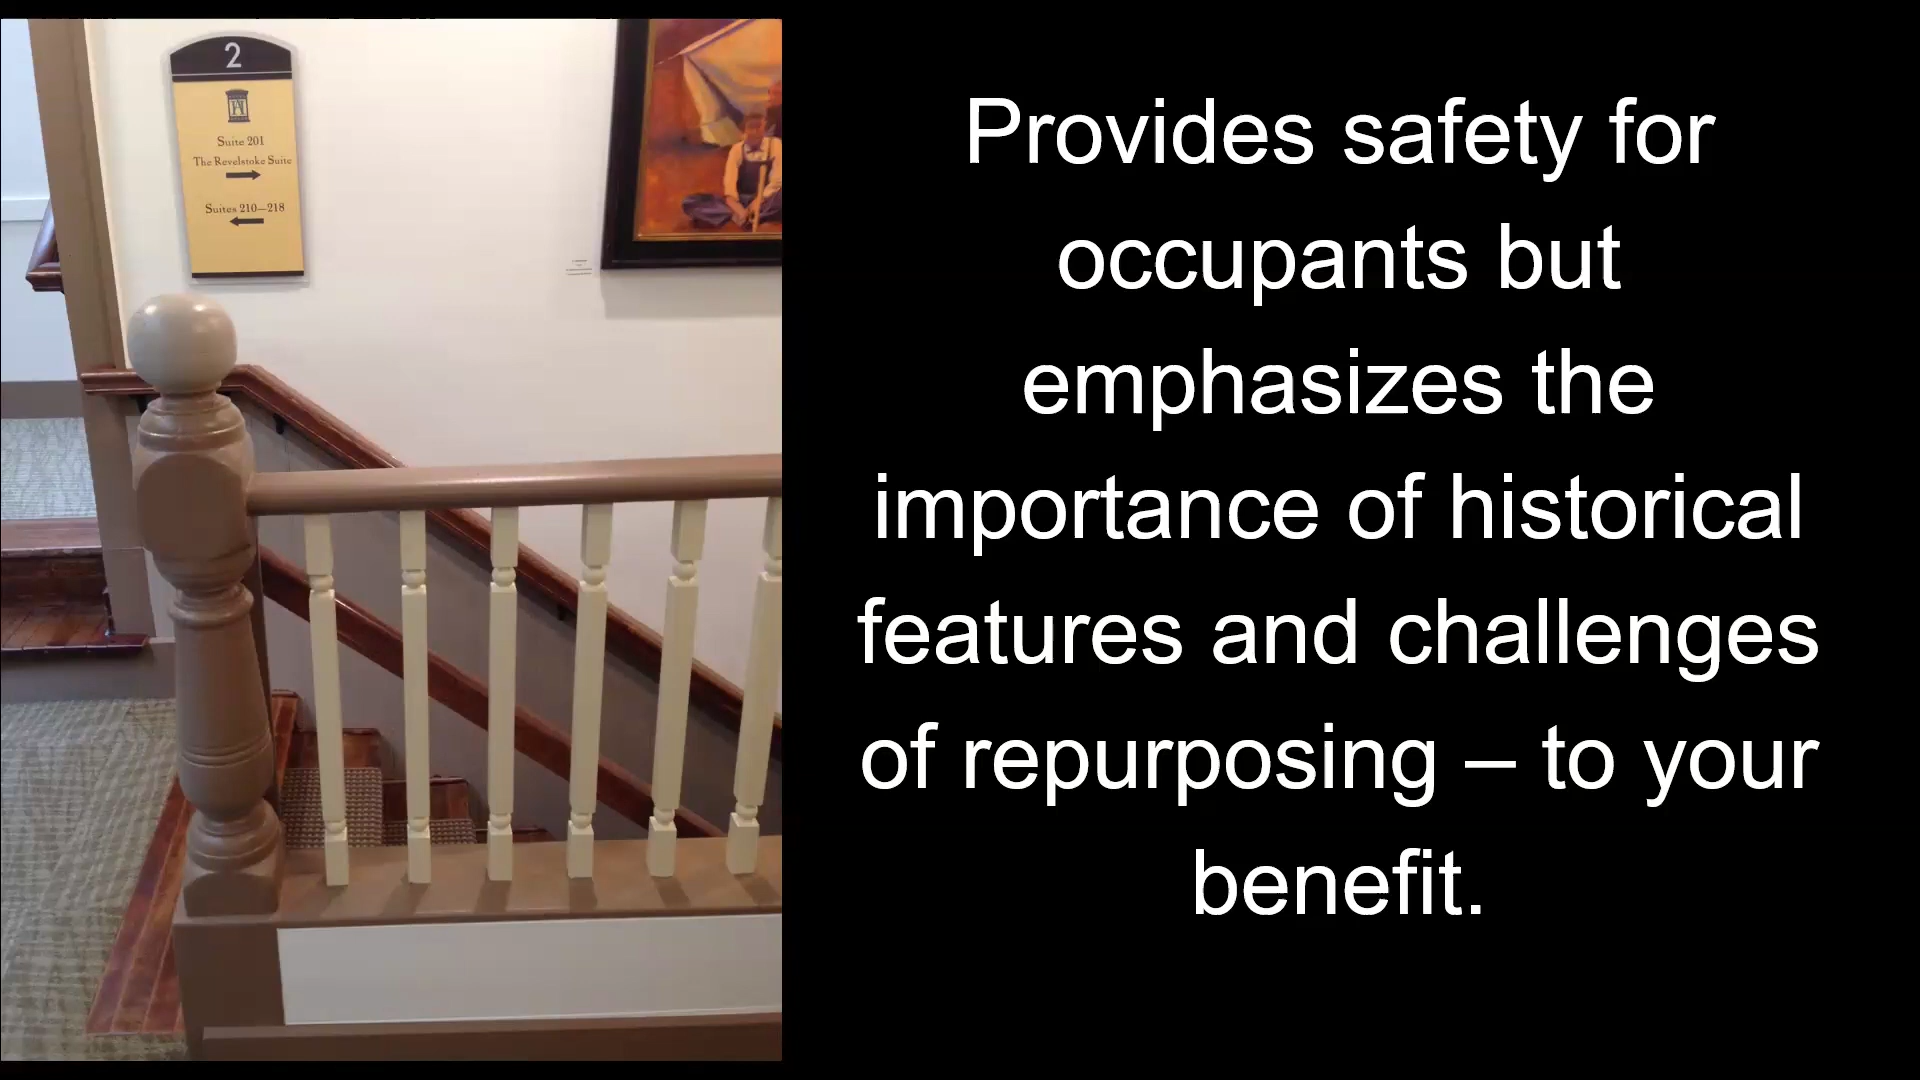 2
Suite 201
The Revelstoke Suite
Suites 210—218
Provides safety for
occupants but
emphasizes the
importance of historical
features and challenges
of repurposing – to your
benefit.